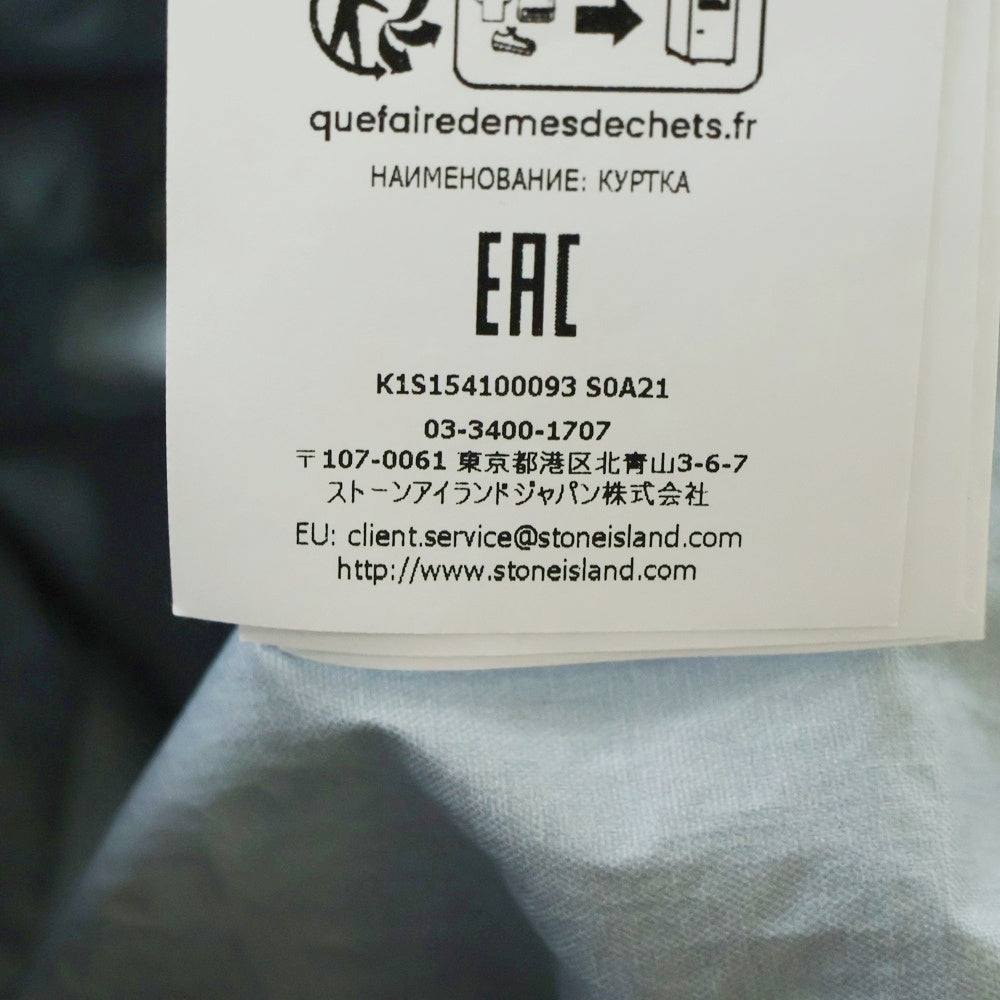 quefairedemesdechets.fr
НАИМЕНОВАНИЕ: КУРТКА
EAC
K1S154100093 S0A21
03-3400-1707
〒107-0061 東京都港区北青山3-6-7
ストーンアイランドジャパン株式会社
EU: client.service@stoneisland.com
http://www.stoneisland.com